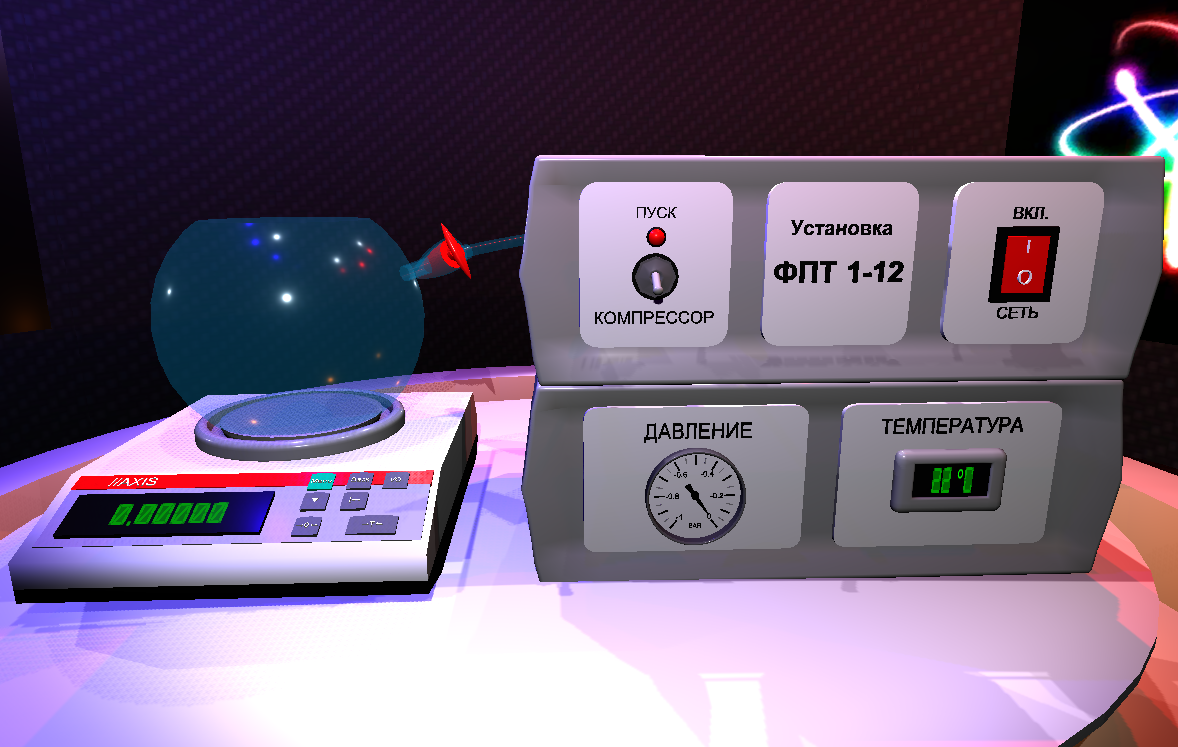 ПУСК
КОМПРЕССОР
Установка
ФПТ 1-12
ВКЛ.
I
O
СЕТЬ
ДАВЛЕНИЕ
-0.6 -0.4
-0.8 -0.2
-1 0
BAR
ТЕМПЕРАТУРА
AXIS
0.00000